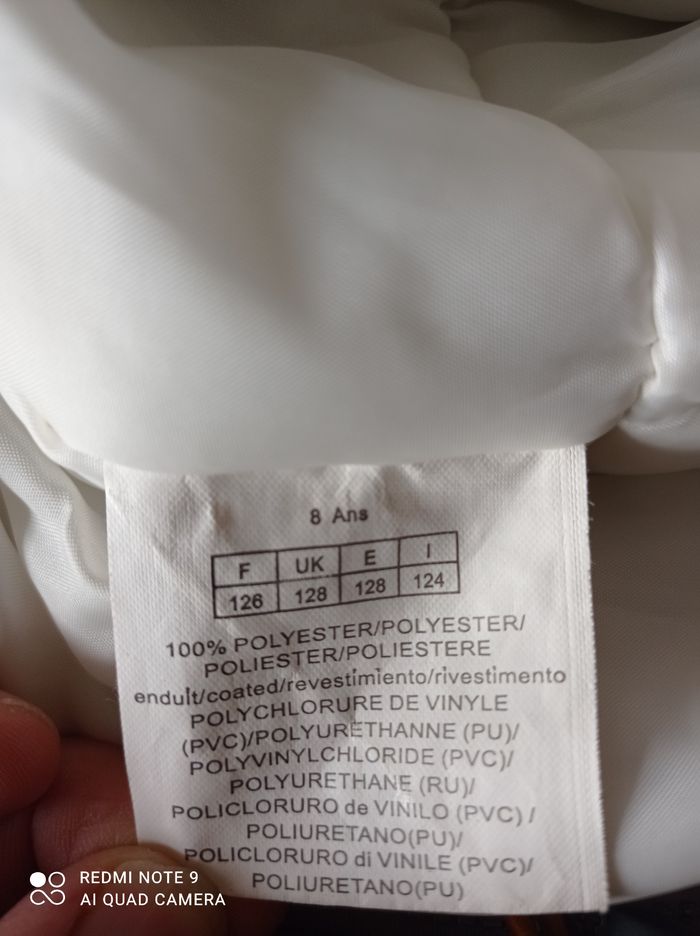 8 Ans
F UK E I
126 128 128 124
100% POLYESTER/POLYESTER/
POLIESTER/POLIESTERE
enduit/coated/revestimiento/rivestimento
POLYCHLORURE DE VINYLE
(PVC)/POLYURETHANNE (PU)/
POLYVINYLCHLORIDE (PVC)/
POLYURETHANE (RU)/
POLICLORURO de VINILO (PVC) /
POLIURETANO(PU)/
POLICLORURO di VINILE (PVC)/
POLIURETANO(PU)
REDMI NOTE 9
AI QUAD CAMERA